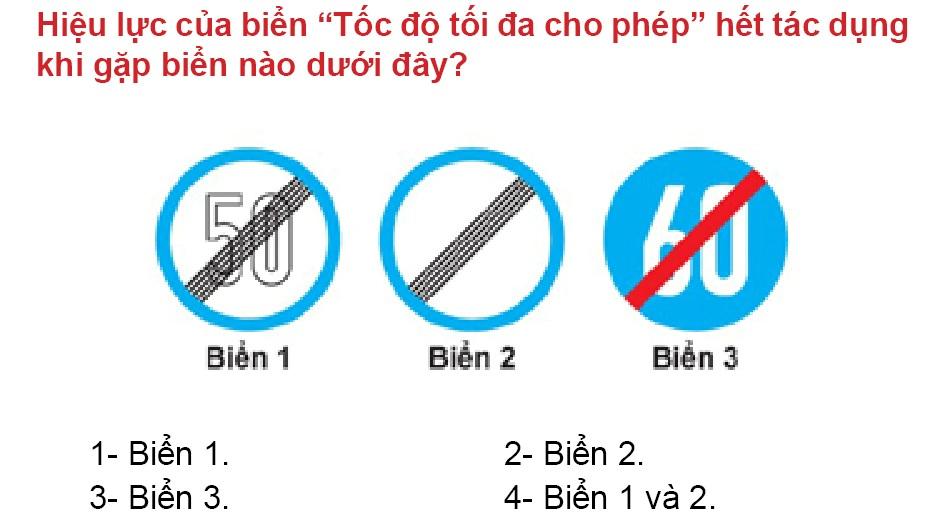 Hiệu lực của biển “Tốc độ tối đa cho phép” hết tác dụng
khi gặp biển nào dưới đây?
50
60
Biển 1 Biển 2 Biển 3
1- Biển 1. 2- Biển 2.
3- Biển 3. 4- Biển 1 và 2.